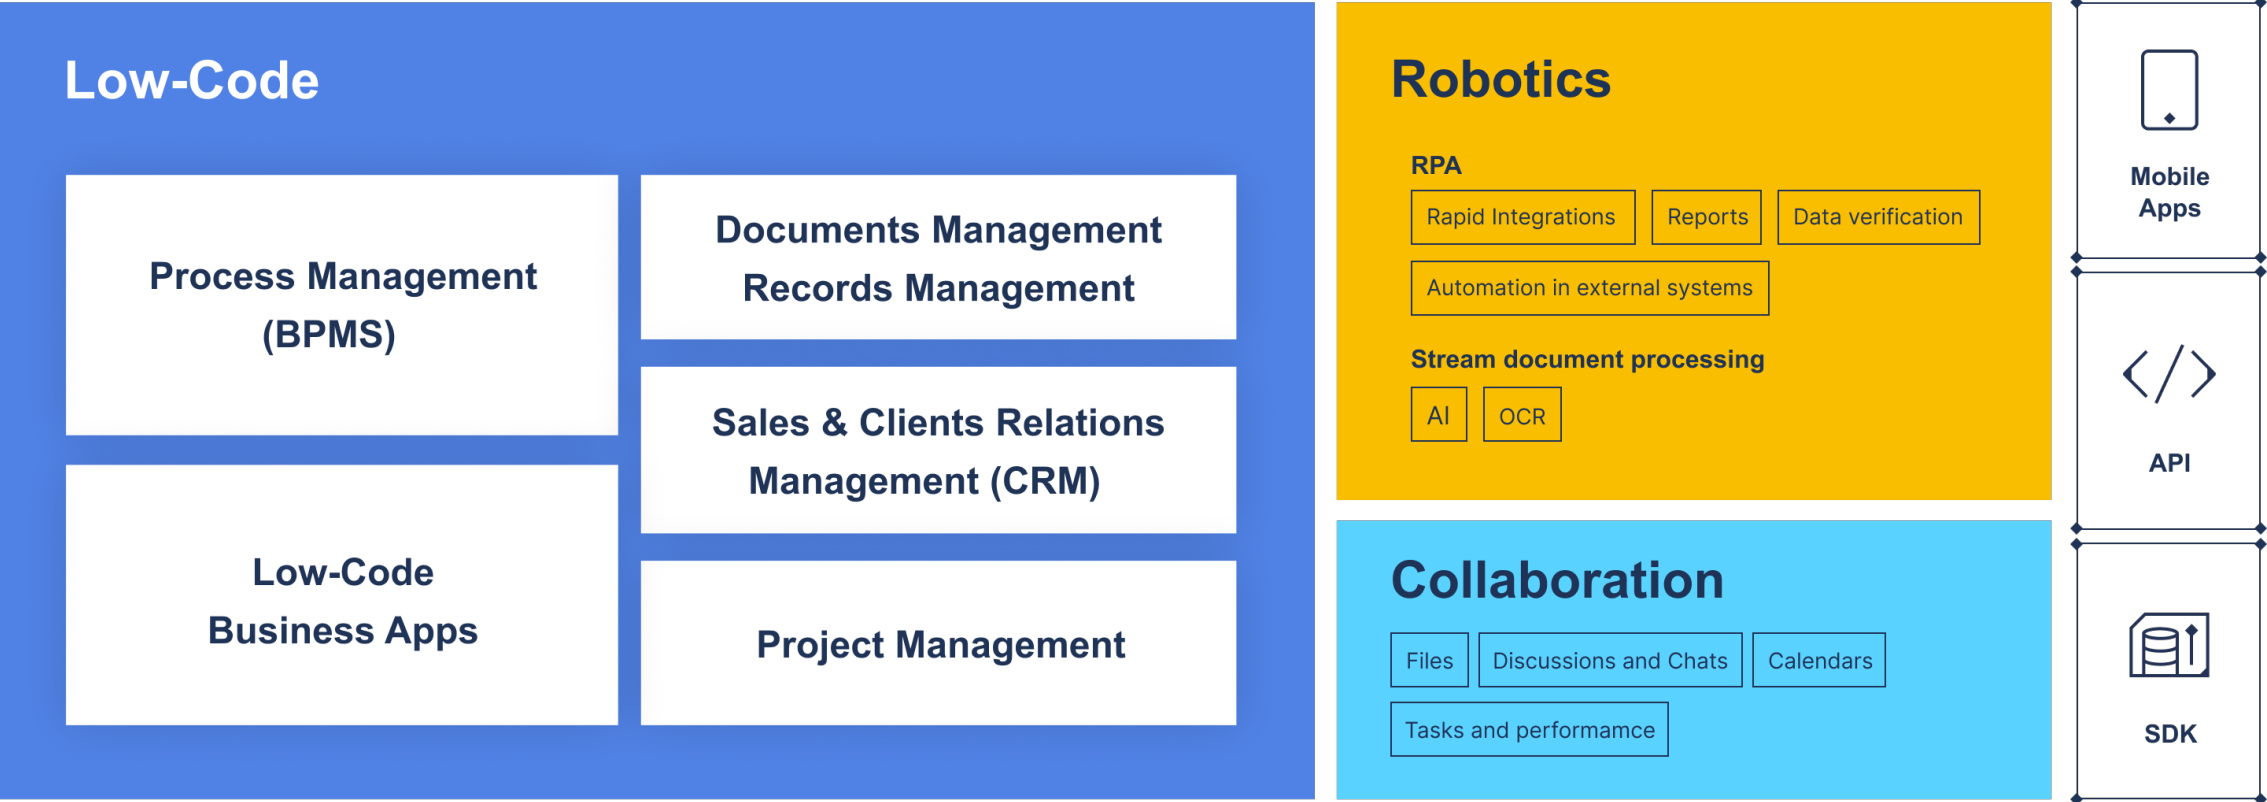 Low-Code
Process Management
(BPMS)
Low-Code
Business Apps
Documents Management
Records Management
Sales & Clients Relations
Management (CRM)
Project Management
Robotics
RPA
Rapid Integrations
Reports
Data verification
Automation in external systems
Stream document processing
AI
OCR
Collaboration
Files
Discussions and Chats
Calendars
Tasks and performamce
Mobile
Apps
API
SDK